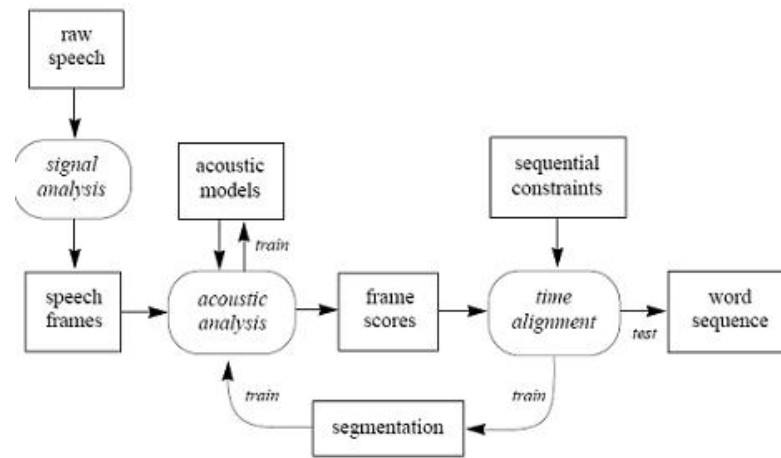 raw
speech
signal
analysis
acoustic
models
sequential
constraints
train
speech
frames
acoustic
analysis
frame
scores
time
alignment
test
word
sequence
train
segmentation
train